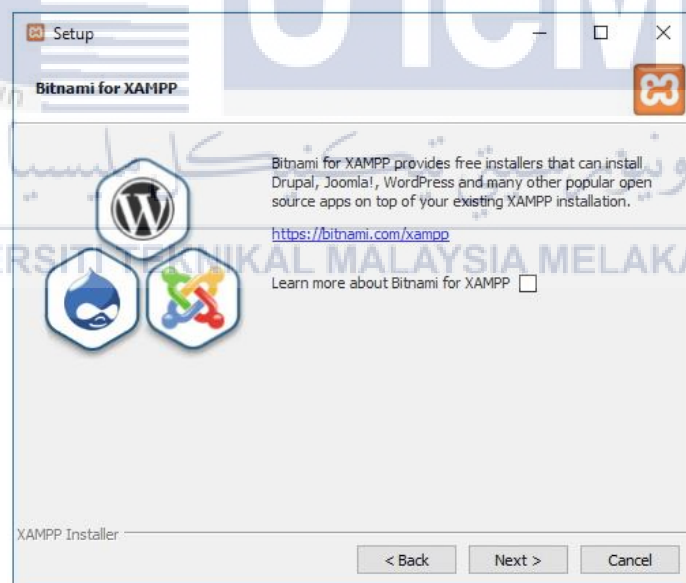 Setup
Bitnami for XAMPP
Bitnami for XAMPP provides free installers that can install
Drupal, Joomla!, WordPress and many other popular open
source apps on top of your existing XAMPP installation.
https://bitnami.com/xampp
ERSITI TEKNIKAL MALAYSIA MELAKA
Learn more about Bitnami for XAMPP
XAMPP Installer
< Back Next > Cancel